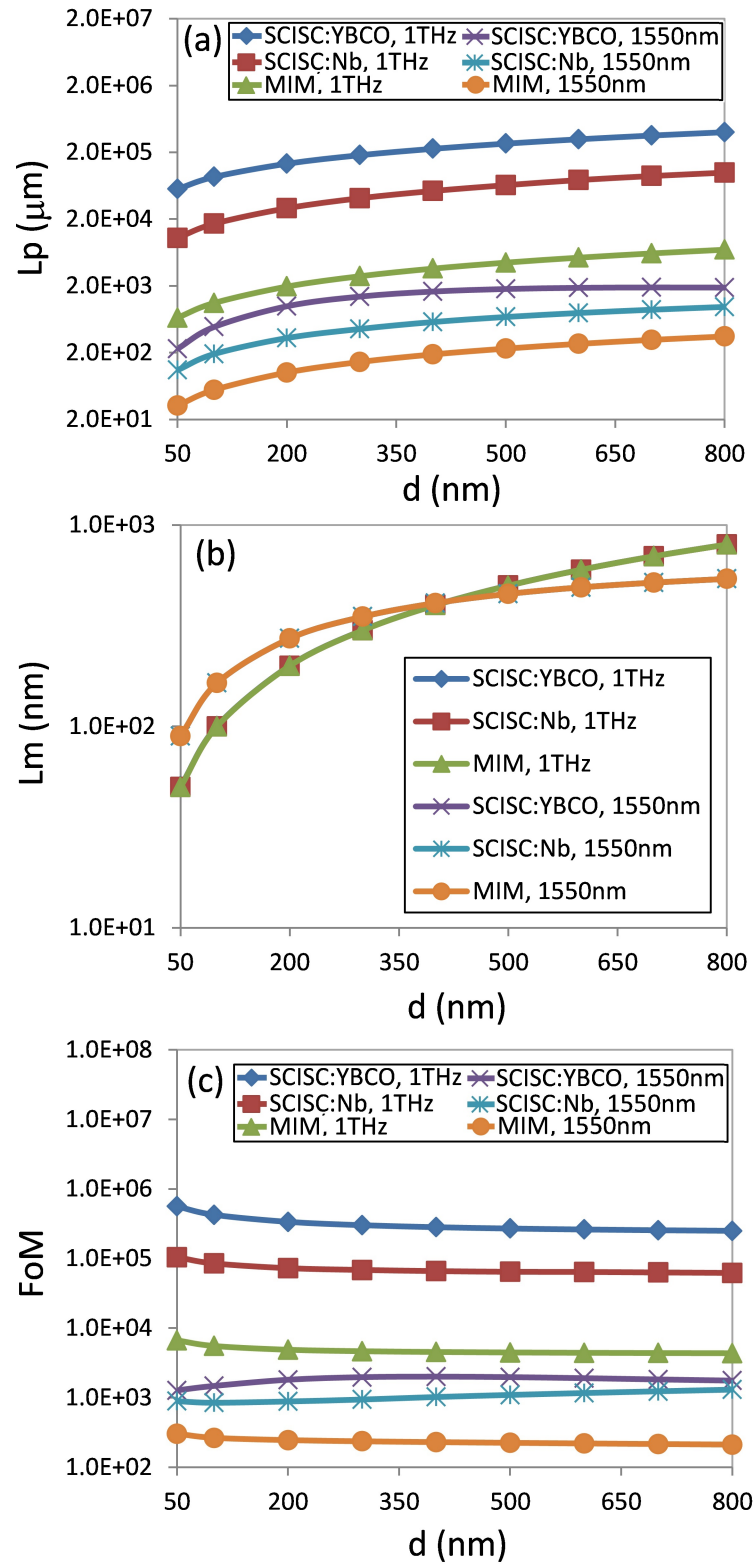 (a)
SCISC:YBCO, 1THz
SCISC:YBCO, 1550nm
SCISC:Nb, 1THz
SCISC:Nb, 1550nm
MIM, 1THz
MIM, 1550nm
2.0E+07
2.0E+06
2.0E+05
2.0E+04
2.0E+03
2.0E+02
2.0E+01
Lp (μm)
50 200 350 500 650 800
d (nm)
(b)
1.0E+03
1.0E+02
1.0E+01
Lm (nm)
SCISC:YBCO, 1THz
SCISC:Nb, 1THz
MIM, 1THz
SCISC:YBCO, 1550nm
SCISC:Nb, 1550nm
MIM, 1550nm
50 200 350 500 650 800
d (nm)
(c)
SCISC:YBCO, 1THz
SCISC:YBCO, 1550nm
SCISC:Nb, 1THz
SCISC:Nb, 1550nm
MIM, 1THz
MIM, 1550nm
1.0E+08
1.0E+07
1.0E+06
1.0E+05
1.0E+04
1.0E+03
1.0E+02
FoM
50 200 350 500 650 800
d (nm)